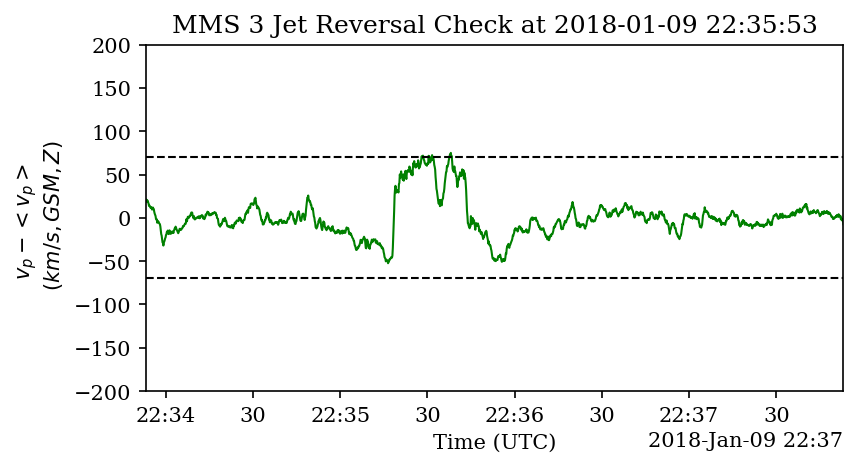 MMS 3 Jet Reversal Check at 2018-01-09 22:35:53
200
150
100
50
0
−50
−100
−150
−200
v_p − < v_p >
(km/s, GSM, Z)
22:34 30 22:35 30 22:36 30 22:37 30
Time (UTC) 2018-Jan-09 22:37